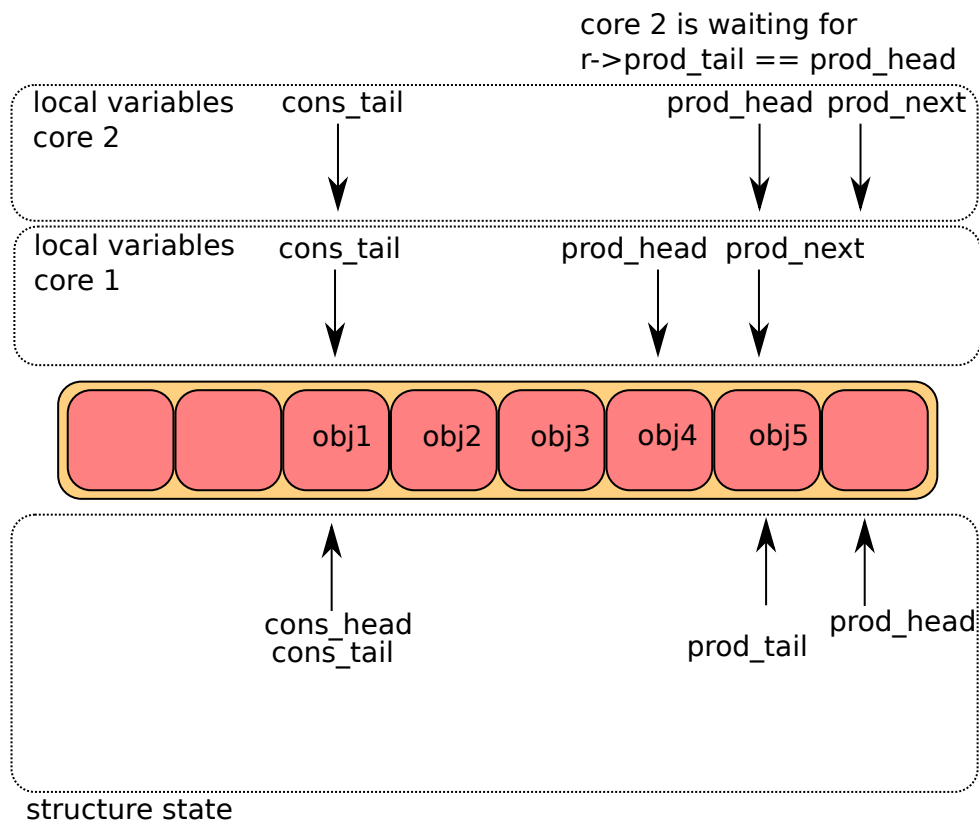 core 2 is waiting for
r->prod_tail == prod_head
local variables
core 2
cons_tail
prod_head
prod_next
local variables
core 1
cons_tail
prod_head
prod_next
obj1
obj2
obj3
obj4
obj5
cons_head
cons_tail
prod_tail
prod_head
structure state